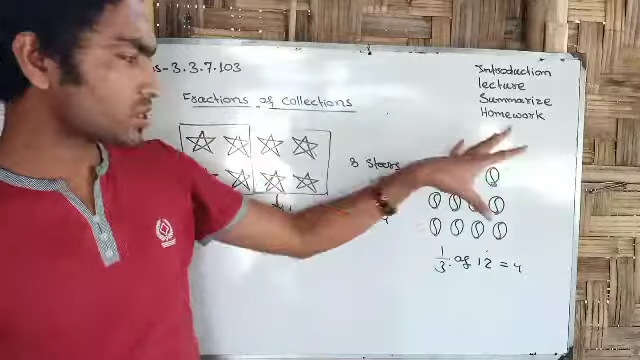 s-3.3.7.103
Introduction
lecture
Summarize
Homework
Fractions of collections
8 Stars
1/3 of 12 = 4